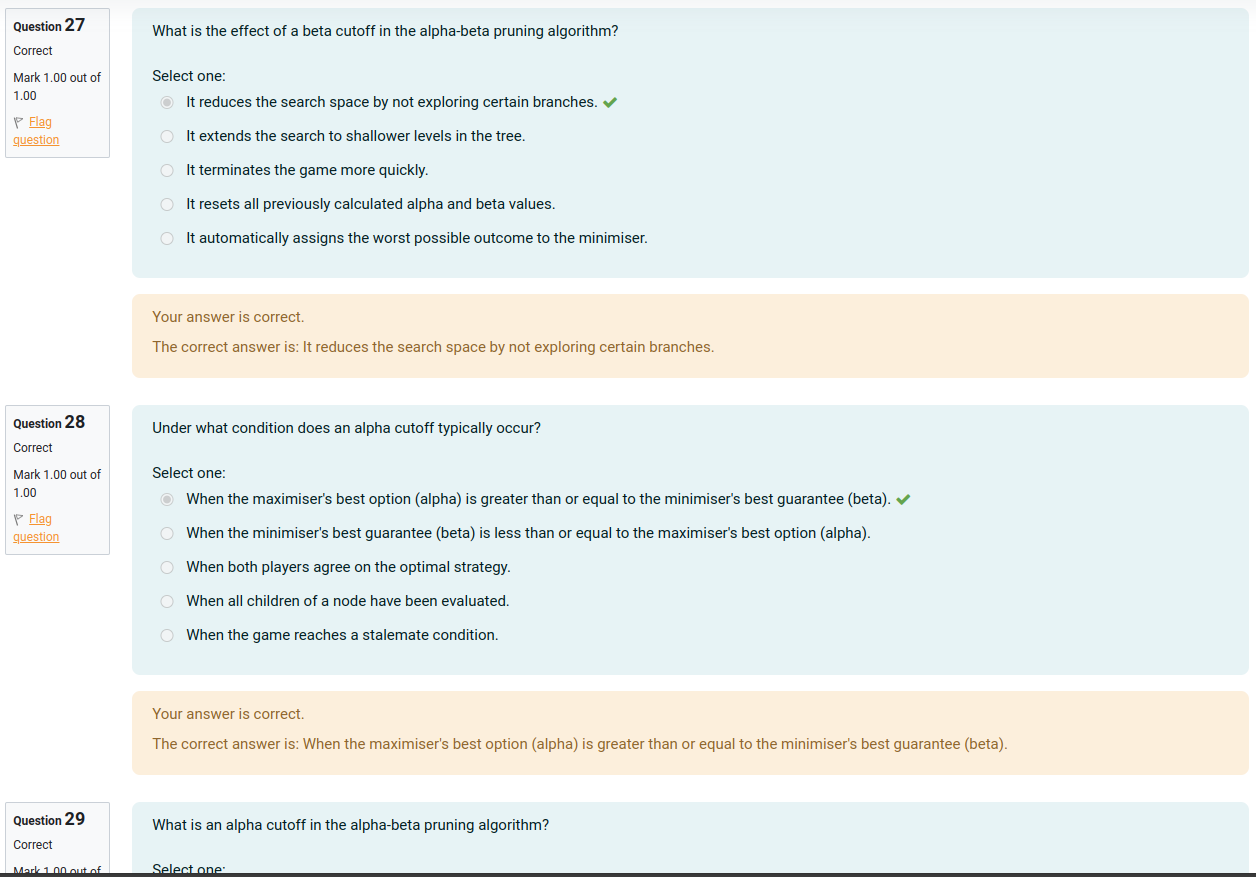 Question 27
Correct
Mark 1.00 out of
1.00
Flag
question
What is the effect of a beta cutoff in the alpha-beta pruning algorithm?
Select one:
It reduces the search space by not exploring certain branches.
It extends the search to shallower levels in the tree.
It terminates the game more quickly.
It resets all previously calculated alpha and beta values.
It automatically assigns the worst possible outcome to the minimiser.
Your answer is correct.
The correct answer is: It reduces the search space by not exploring certain branches.
Question 28
Correct
Mark 1.00 out of
1.00
Flag
question
Under what condition does an alpha cutoff typically occur?
Select one:
When the maximiser's best option (alpha) is greater than or equal to the minimiser's best guarantee (beta).
When the minimiser's best guarantee (beta) is less than or equal to the maximiser's best option (alpha).
When both players agree on the optimal strategy.
When all children of a node have been evaluated.
When the game reaches a stalemate condition.
Your answer is correct.
The correct answer is: When the maximiser's best option (alpha) is greater than or equal to the minimiser's best guarantee (beta).
Question 29
Correct
Mark 1.00 out of
What is an alpha cutoff in the alpha-beta pruning algorithm?
Select one: